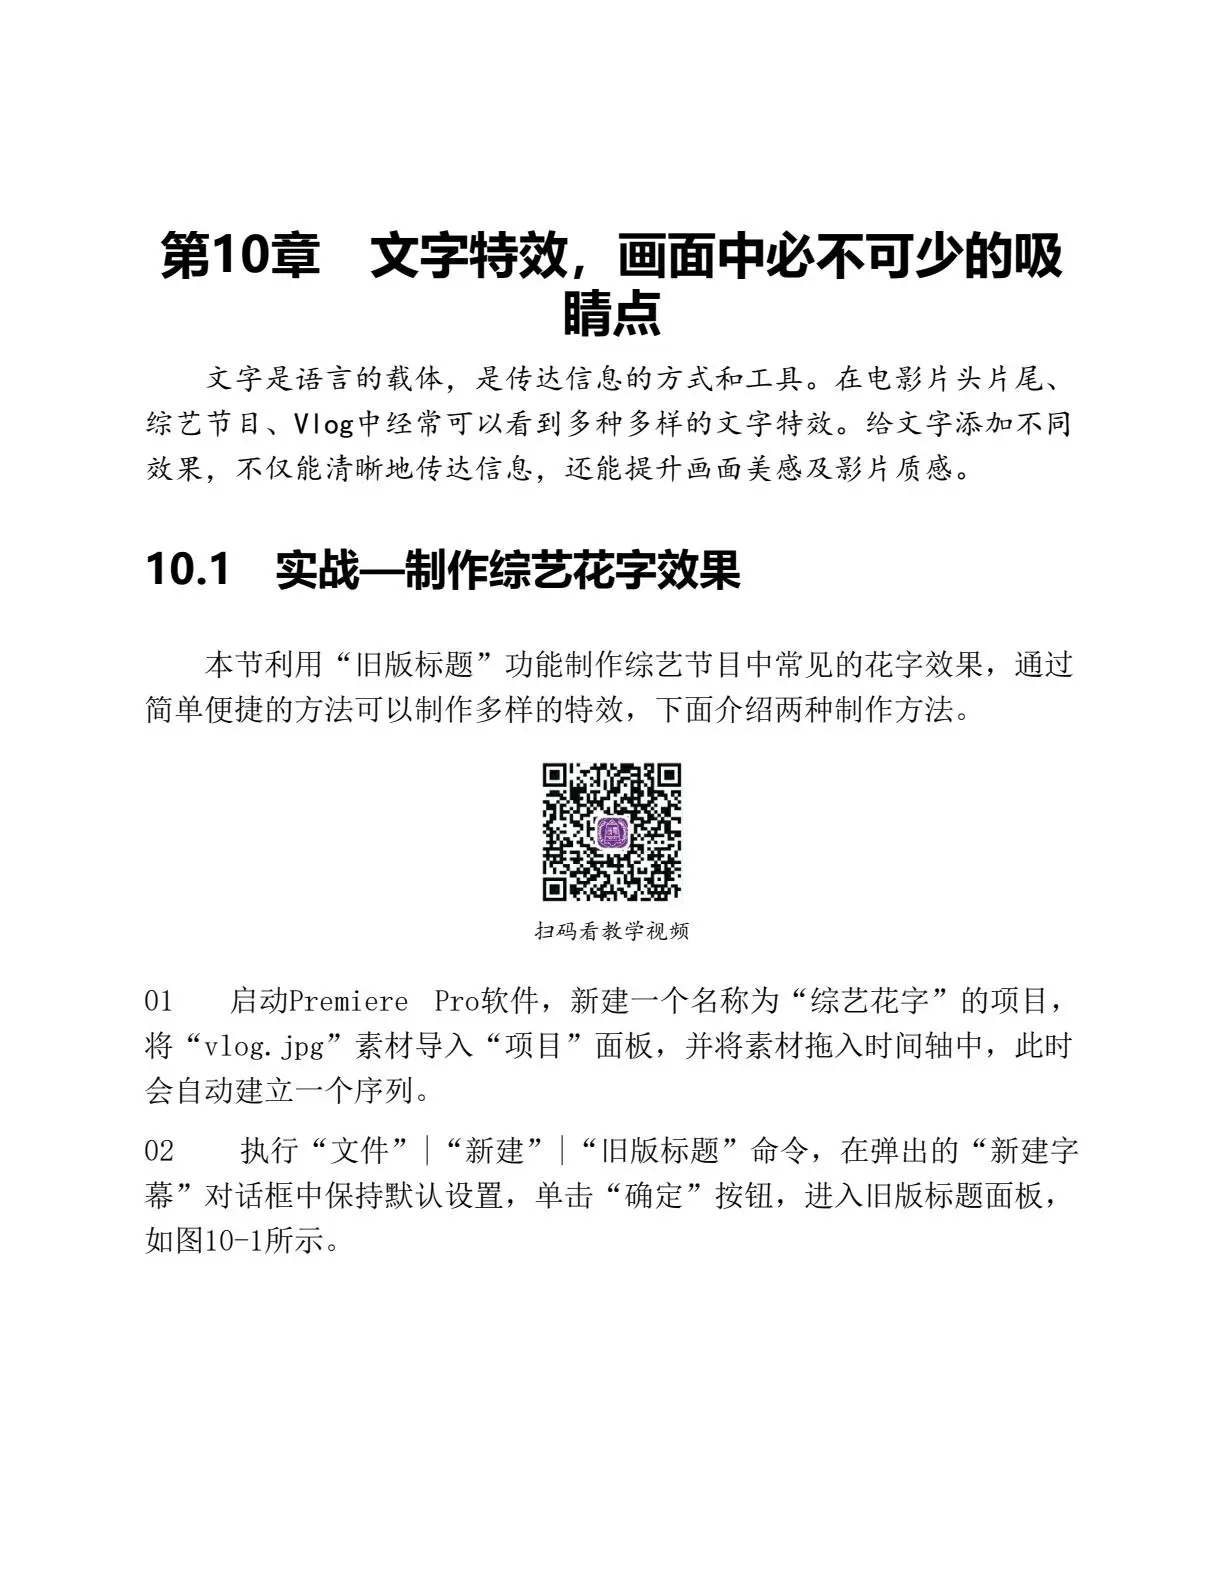 第10章　文字特效，画面中必不可少的吸
睛点
文字是语言的载体，是传达信息的方式和工具。在电影片头片尾、
综艺节目、Vlog中经常可以看到多种多样的文字特效。给文字添加不同
效果，不仅能清晰地传达信息，还能提升画面美感及影片质感。
10.1　实战—制作综艺花字效果
本节利用“旧版标题”功能制作综艺节目中常见的花字效果，通过
简单便捷的方法可以制作多样的特效，下面介绍两种制作方法。
扫码看教学视频
01　启动Premiere Pro软件，新建一个名称为“综艺花字”的项目，
将“vlog.jpg”素材导入“项目”面板，并将素材拖入时间轴中，此时
会自动建立一个序列。
02　执行“文件”|“新建”|“旧版标题”命令，在弹出的“新建字
幕”对话框中保持默认设置，单击“确定”按钮，进入旧版标题面板，
如图10-1所示。